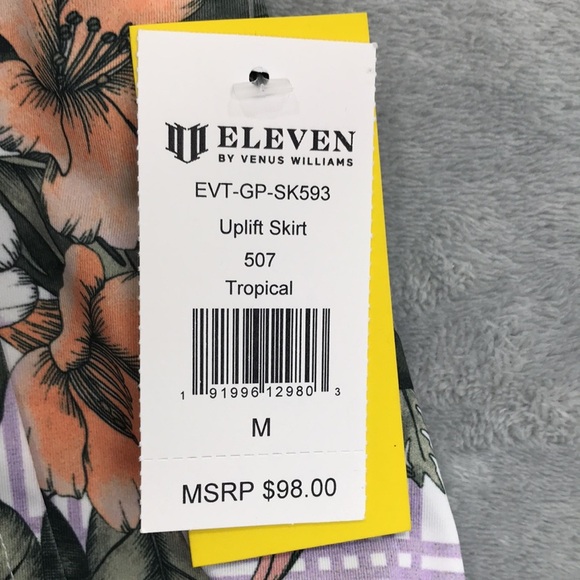 ELEVEN
BY VENUS WILLIAMS
EVT-GP-SK593
Uplift Skirt
507
Tropical
1 91996 12980 3
M
MSRP $98.00